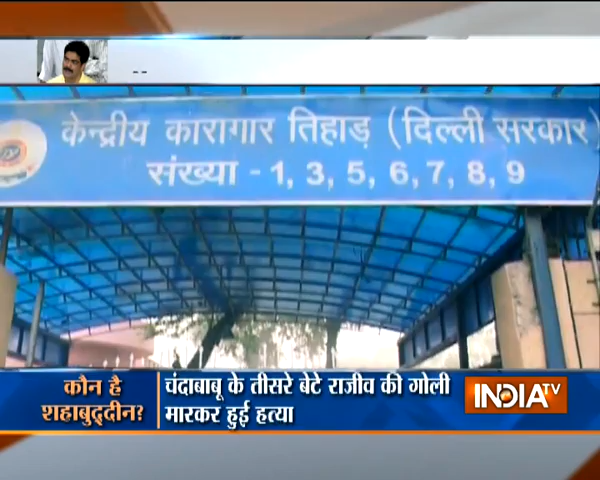 --
केन्द्रीय कारागार तिहाड़ (दिल्ली सरकार)
संख्या - 1, 3, 5, 6, 7, 8, 9
कौन है
शहाबुद्दीन?
चंदाबाबू के तीसरे बेटे राजीव की गोली
मारकर हुई हत्या
INDIA TV